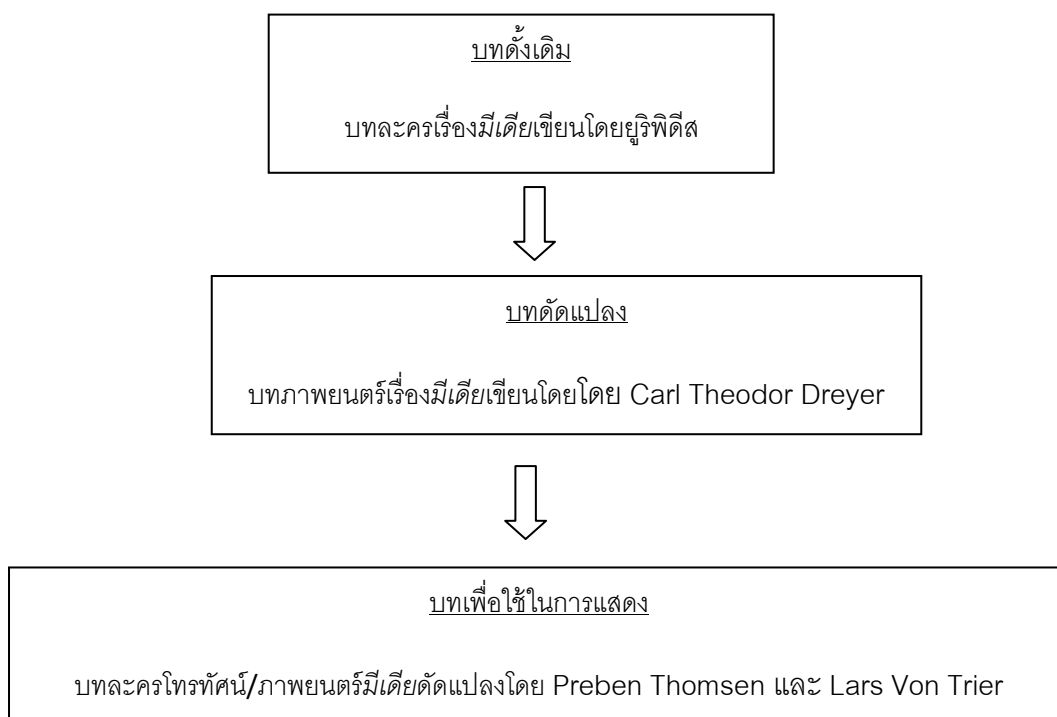 บทดั้งเดิม
บทละครเรื่องมีเดียเขียนโดยยูริพิดีส
บทดัดแปลง
บทภาพยนตร์เรื่องมีเดียเขียนโดยโดย Carl Theodor Dreyer
บทเพื่อใช้ในการแสดง
บทละครโทรทัศน์/ภาพยนตร์มีเดียดัดแปลงโดย Preben Thomsen และ Lars Von Trier